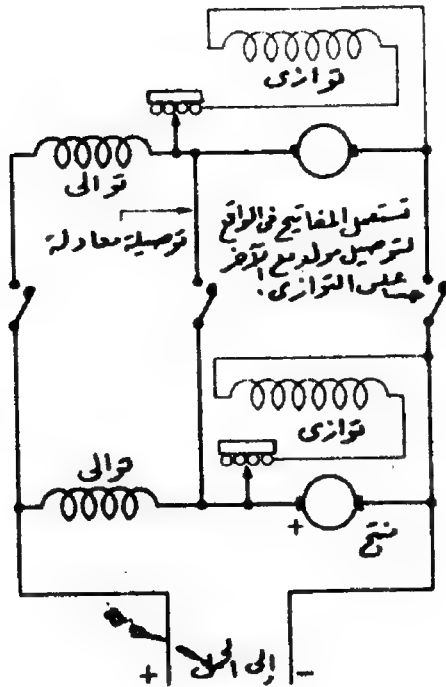 توازى
توالى
توصيلة معادلة
تستعمل المفاتيح فى الواقع
لتوصيل مولد مع الآخر
على التوازى !
توازى
توالى
+
منتج
+ إلى الحمل -